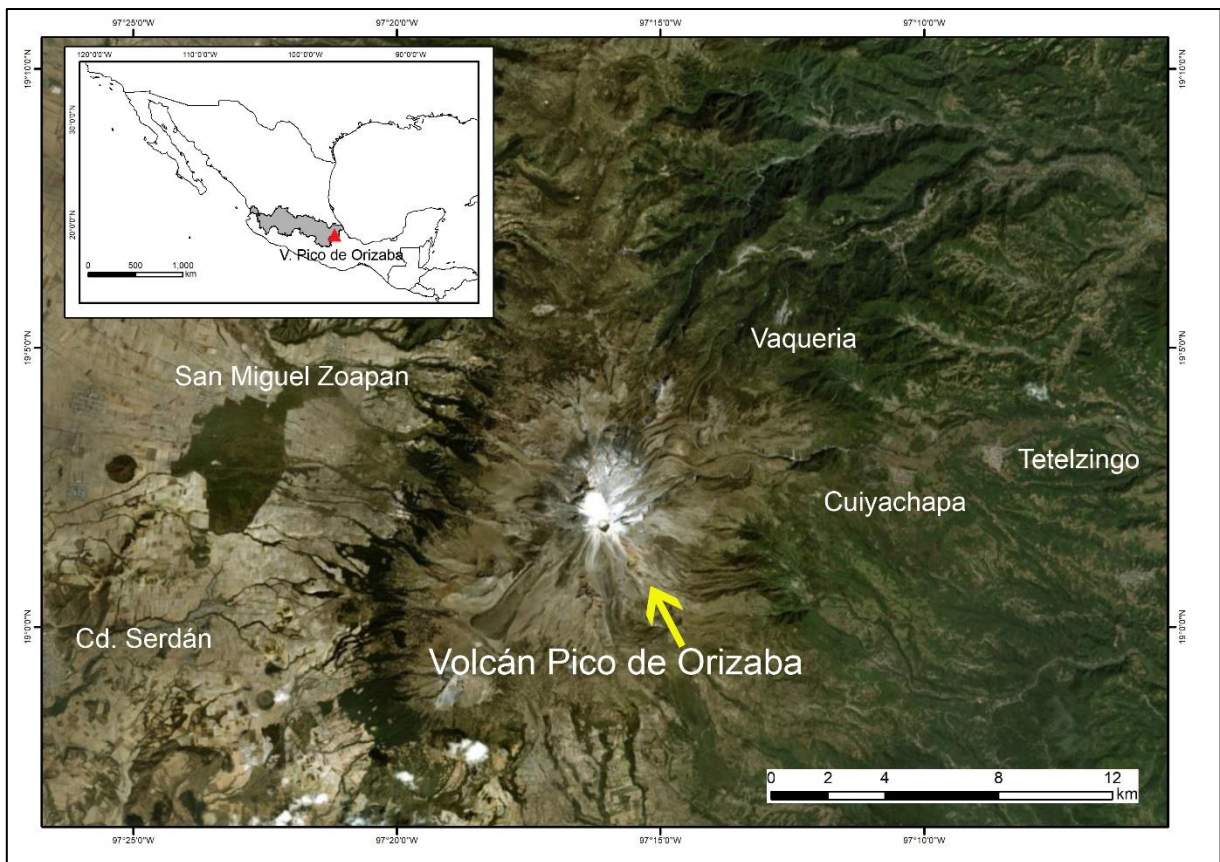 97°25'0"W 97°20'0"W 97°15'0"W 97°10'0"W
120°0'0"W 110°0'0"W 100°0'0"W 90°0'0"W
30°0'0"N
20°0'0"N
V. Pico de Orizaba
0 500 1,000
km
19°10'0"N 19°10'0"N
19°5'0"N 19°5'0"N
19°0'0"N 19°0'0"N
Vaqueria
San Miguel Zoapan
Tetelzingo
Cuiyachapa
Cd. Serdán
Volcán Pico de Orizaba
0 2 4 8 12
km
97°25'0"W 97°20'0"W 97°15'0"W 97°10'0"W